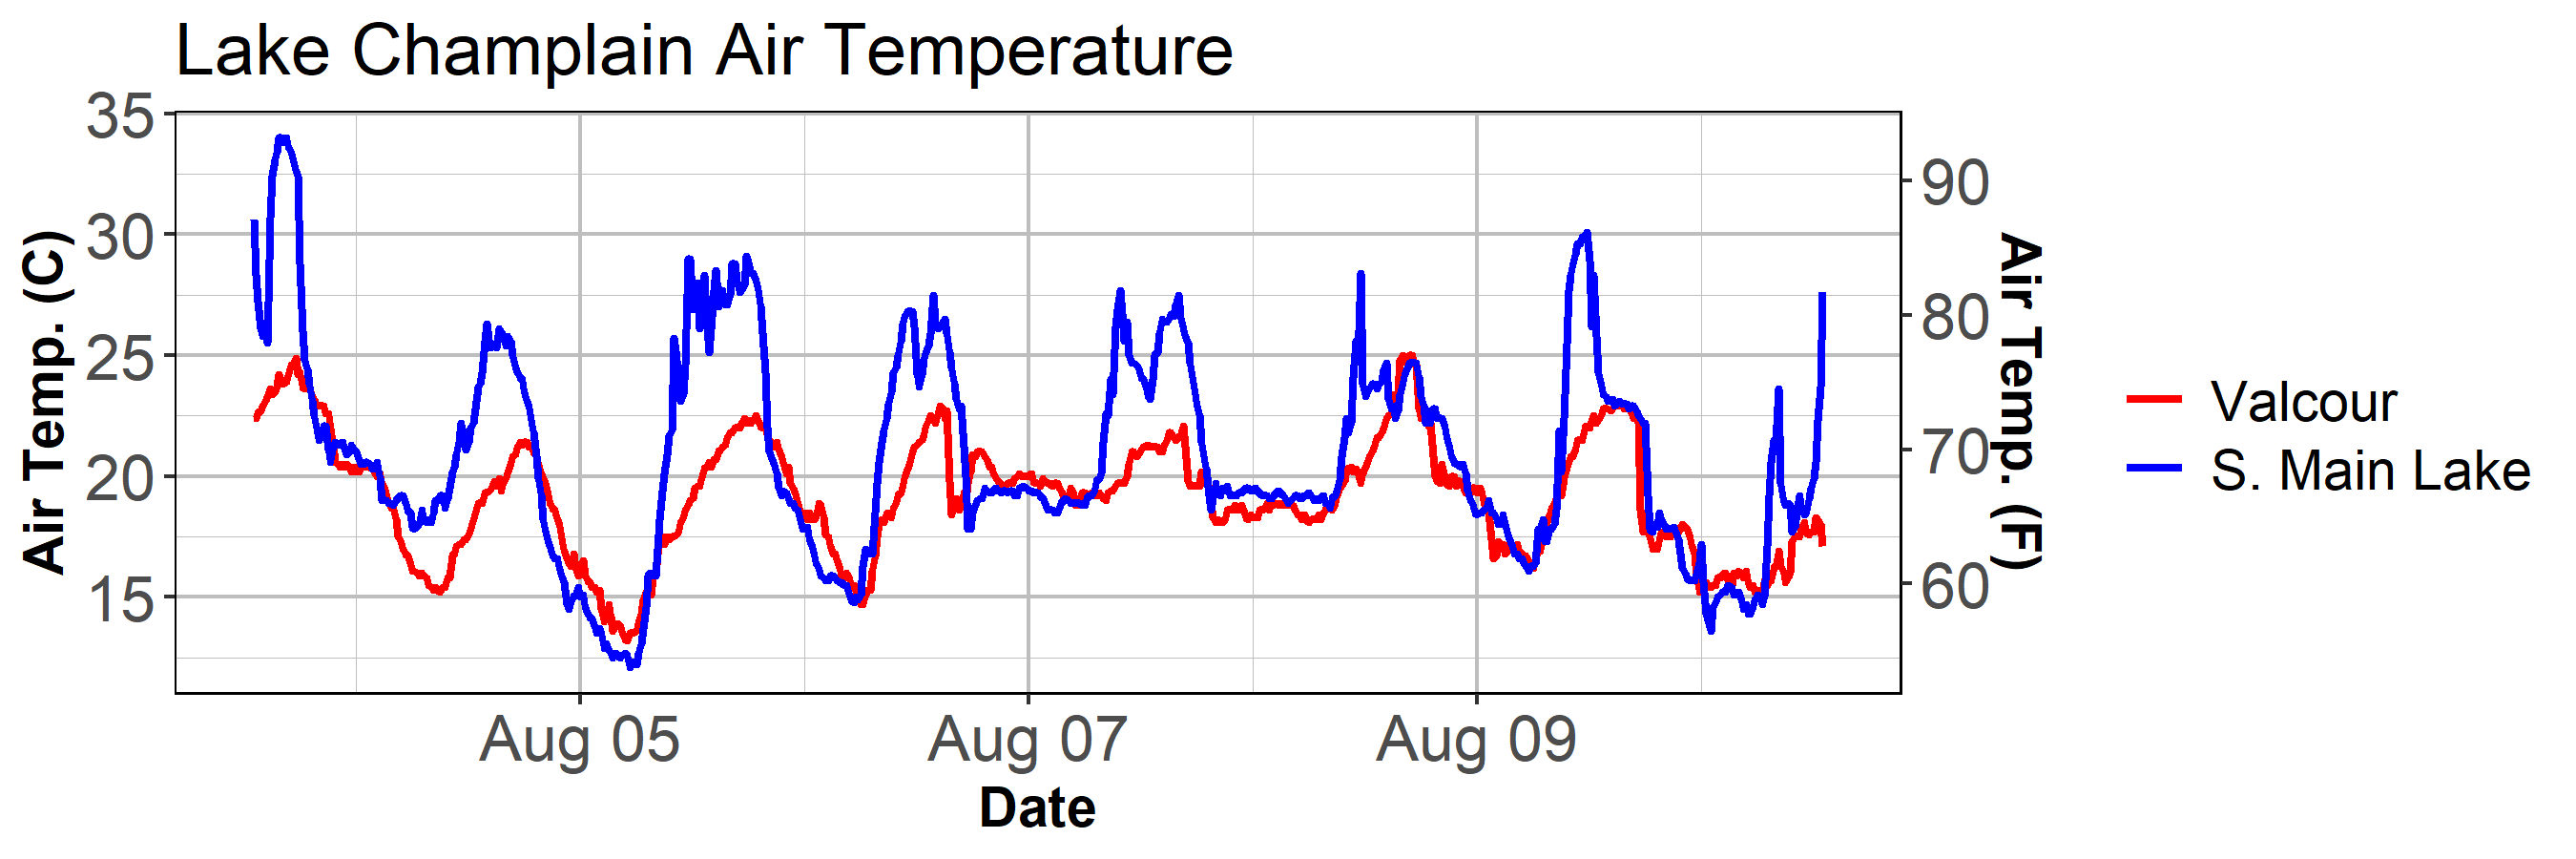 Lake Champlain Air Temperature
35
30
25
20
15
Air Temp. (C)
90
80
70
60
Air Temp. (F)
Aug 05
Aug 07
Aug 09
Date
Valcour
S. Main Lake